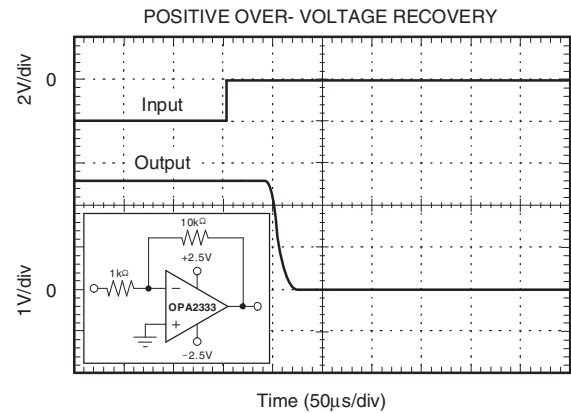 POSITIVE OVER- VOLTAGE RECOVERY
2V/div
0
Input
Output
10kΩ
+2.5V
1kΩ
OPA2333
−2.5V
1V/div
0
Time (50μs/div)